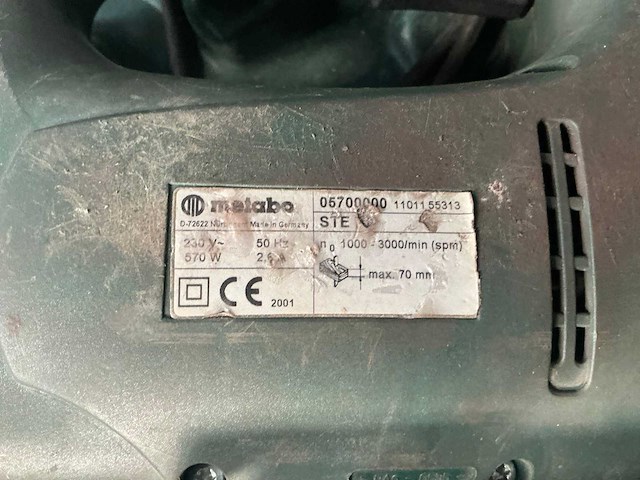 metabo
D-72622 Made in Germany
230 V~ 50 Hz
570 W
CE 2001
05700000 1101155313
STE
n0 1000 - 3000/min (spm)
max. 70 mm